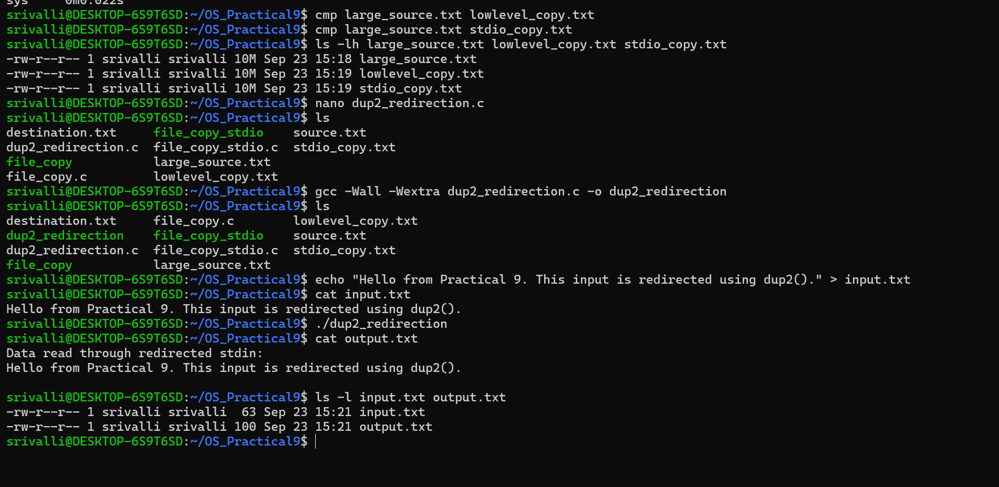 sys     0m0.022s
srivalli@DESKTOP-6S9T6SD:~/OS_Practical9$ cmp large_source.txt lowlevel_copy.txt
srivalli@DESKTOP-6S9T6SD:~/OS_Practical9$ cmp large_source.txt stdio_copy.txt
srivalli@DESKTOP-6S9T6SD:~/OS_Practical9$ ls -lh large_source.txt lowlevel_copy.txt stdio_copy.txt
-rw-r--r-- 1 srivalli srivalli 10M Sep 23 15:18 large_source.txt
-rw-r--r-- 1 srivalli srivalli 10M Sep 23 15:19 lowlevel_copy.txt
-rw-r--r-- 1 srivalli srivalli 10M Sep 23 15:19 stdio_copy.txt
srivalli@DESKTOP-6S9T6SD:~/OS_Practical9$ nano dup2_redirection.c
srivalli@DESKTOP-6S9T6SD:~/OS_Practical9$ ls
destination.txt     file_copy_stdio    source.txt
dup2_redirection.c  file_copy_stdio.c  stdio_copy.txt
file_copy           large_source.txt
file_copy.c         lowlevel_copy.txt
srivalli@DESKTOP-6S9T6SD:~/OS_Practical9$ gcc -Wall -Wextra dup2_redirection.c -o dup2_redirection
srivalli@DESKTOP-6S9T6SD:~/OS_Practical9$ ls
destination.txt     file_copy.c        lowlevel_copy.txt
dup2_redirection    file_copy_stdio    source.txt
dup2_redirection.c  file_copy_stdio.c  stdio_copy.txt
file_copy           large_source.txt
srivalli@DESKTOP-6S9T6SD:~/OS_Practical9$ echo "Hello from Practical 9. This input is redirected using dup2()." > input.txt
srivalli@DESKTOP-6S9T6SD:~/OS_Practical9$ cat input.txt
Hello from Practical 9. This input is redirected using dup2().
srivalli@DESKTOP-6S9T6SD:~/OS_Practical9$ ./dup2_redirection
srivalli@DESKTOP-6S9T6SD:~/OS_Practical9$ cat output.txt
Data read through redirected stdin:
Hello from Practical 9. This input is redirected using dup2().

srivalli@DESKTOP-6S9T6SD:~/OS_Practical9$ ls -l input.txt output.txt
-rw-r--r-- 1 srivalli srivalli  63 Sep 23 15:21 input.txt
-rw-r--r-- 1 srivalli srivalli 100 Sep 23 15:21 output.txt
srivalli@DESKTOP-6S9T6SD:~/OS_Practical9$